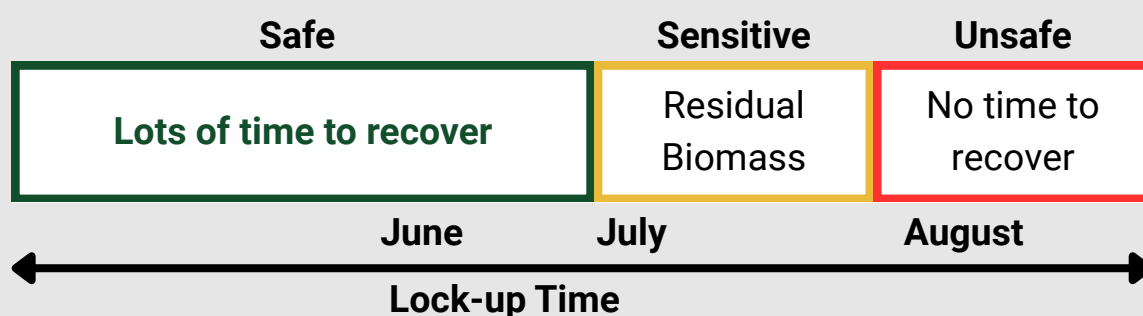 Safe
Sensitive
Unsafe
Lots of time to recover
Residual
Biomass
No time to
recover
June
July
August
Lock-up Time